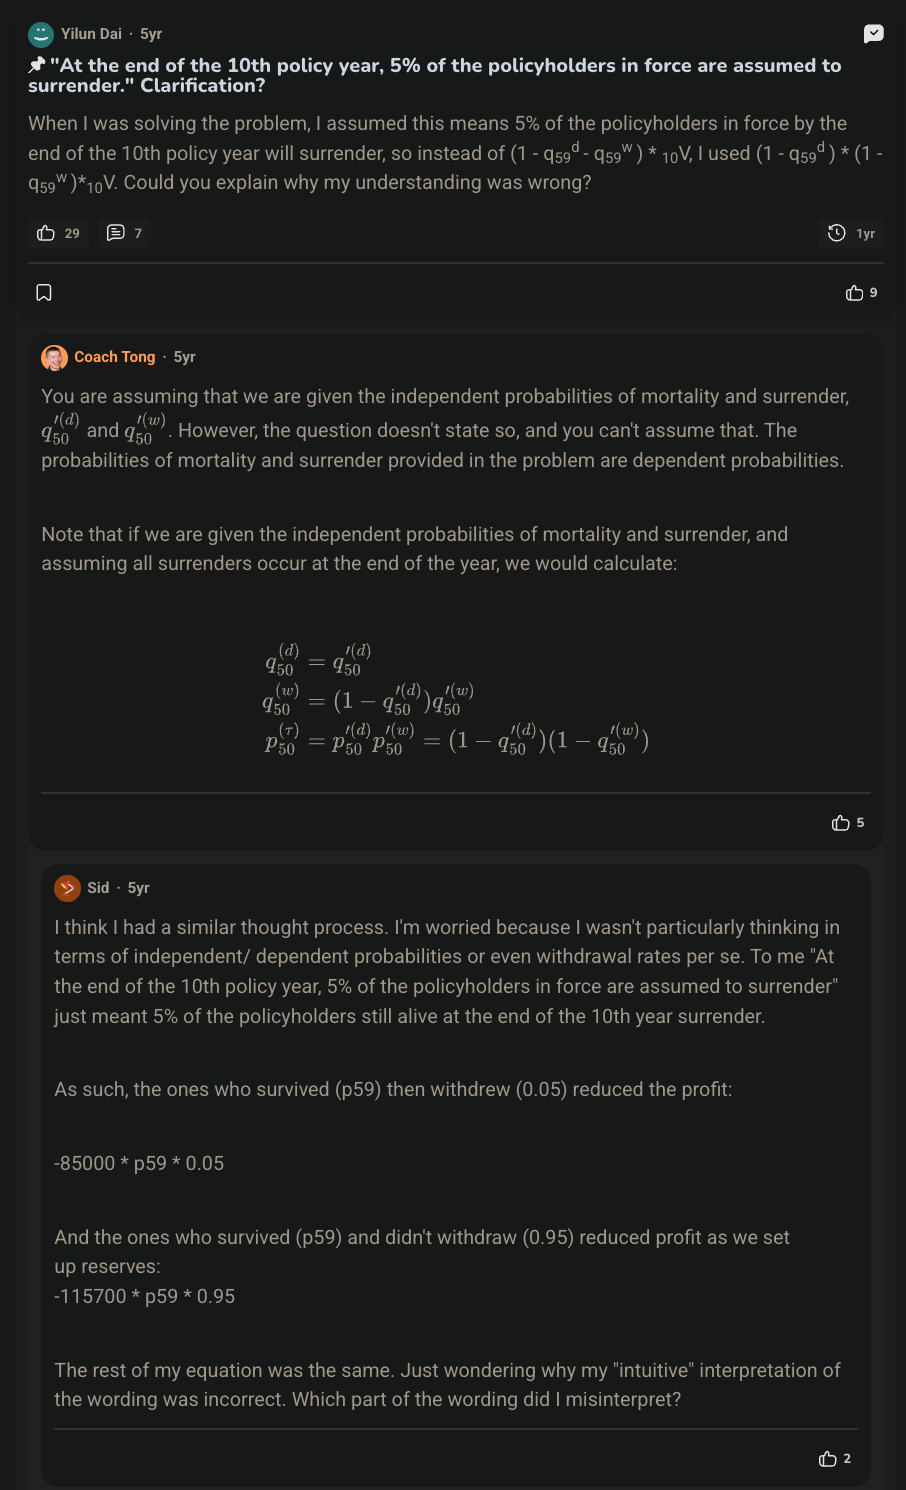 Yilun Dai · 5yr
"At the end of the 10th policy year, 5% of the policyholders in force are assumed to
surrender." Clarification?
When I was solving the problem, I assumed this means 5% of the policyholders in force by the
end of the 10th policy year will surrender, so instead of (1 - q₅₉ᵈ - q₅₉ʷ ) * ₁₀V, I used (1 - q₅₉ᵈ ) * (1 -
q₅₉ʷ )*₁₀V. Could you explain why my understanding was wrong?
29 7 1yr
9
Coach Tong · 5yr
You are assuming that we are given the independent probabilities of mortality and surrender,
$q_{50}^{\prime(d)}$ and $q_{50}^{\prime(w)}$. However, the question doesn't state so, and you can't assume that. The
probabilities of mortality and surrender provided in the problem are dependent probabilities.
Note that if we are given the independent probabilities of mortality and surrender, and
assuming all surrenders occur at the end of the year, we would calculate:
$q_{50}^{(d)} = q_{50}^{\prime(d)}$
$q_{50}^{(w)} = (1 - q_{50}^{\prime(d)})q_{50}^{\prime(w)}$
$p_{50}^{(\tau)} = p_{50}^{\prime(d)}p_{50}^{\prime(w)} = (1 - q_{50}^{\prime(d)})(1 - q_{50}^{\prime(w)})$
5
Sid · 5yr
I think I had a similar thought process. I'm worried because I wasn't particularly thinking in
terms of independent/ dependent probabilities or even withdrawal rates per se. To me "At
the end of the 10th policy year, 5% of the policyholders in force are assumed to surrender"
just meant 5% of the policyholders still alive at the end of the 10th year surrender.
As such, the ones who survived (p59) then withdrew (0.05) reduced the profit:
-85000 * p59 * 0.05
And the ones who survived (p59) and didn't withdraw (0.95) reduced profit as we set
up reserves:
-115700 * p59 * 0.95
The rest of my equation was the same. Just wondering why my "intuitive" interpretation of
the wording was incorrect. Which part of the wording did I misinterpret?
2